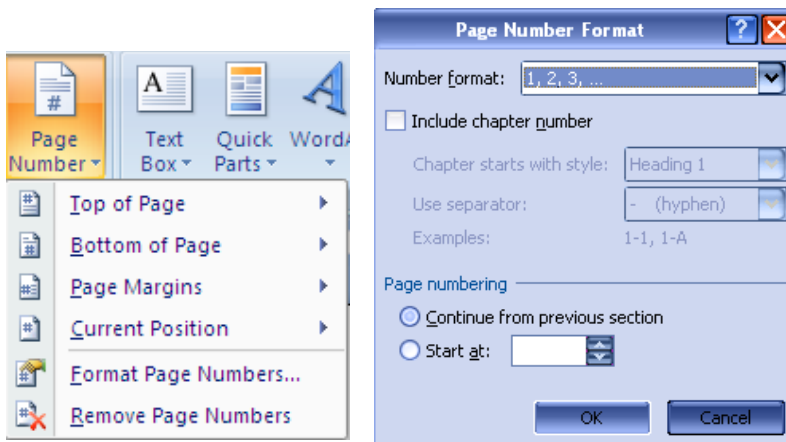 Page
Number
Text
Box
Quick
Parts
Top of Page
Bottom of Page
Page Margins
Current Position
Format Page Numbers...
Remove Page Numbers
Page Number Format
Number format: 1, 2, 3, ...
Include chapter number
Chapter starts with style: Heading 1
Use separator: - (hyphen)
Examples: 1-1, 1-A
Page numbering
Continue from previous section
Start at:
OK Cancel